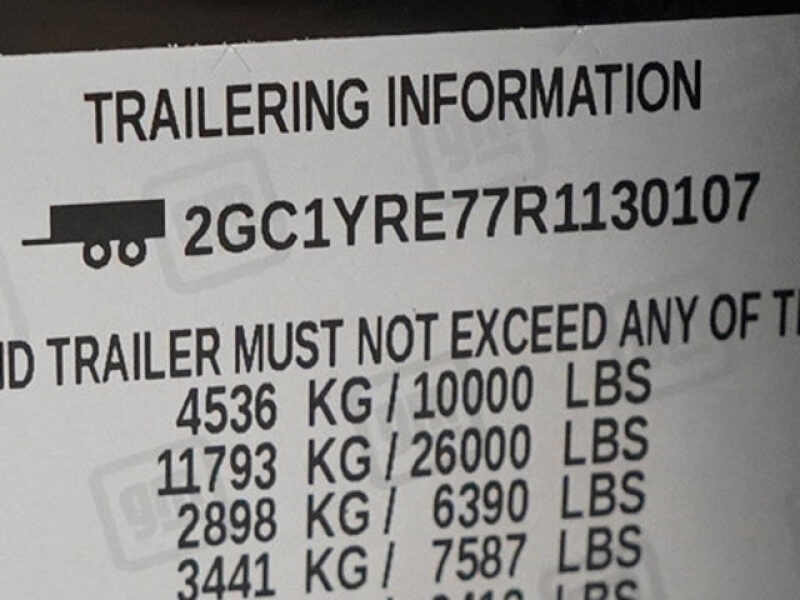 TRAILERING INFORMATION
2GC1YRE77R1130107
TRAILER MUST NOT EXCEED ANY OF
4536 KG / 10000 LBS
11793 KG / 26000 LBS
2898 KG / 6390 LBS
3441 KG / 7587 LBS
LBS